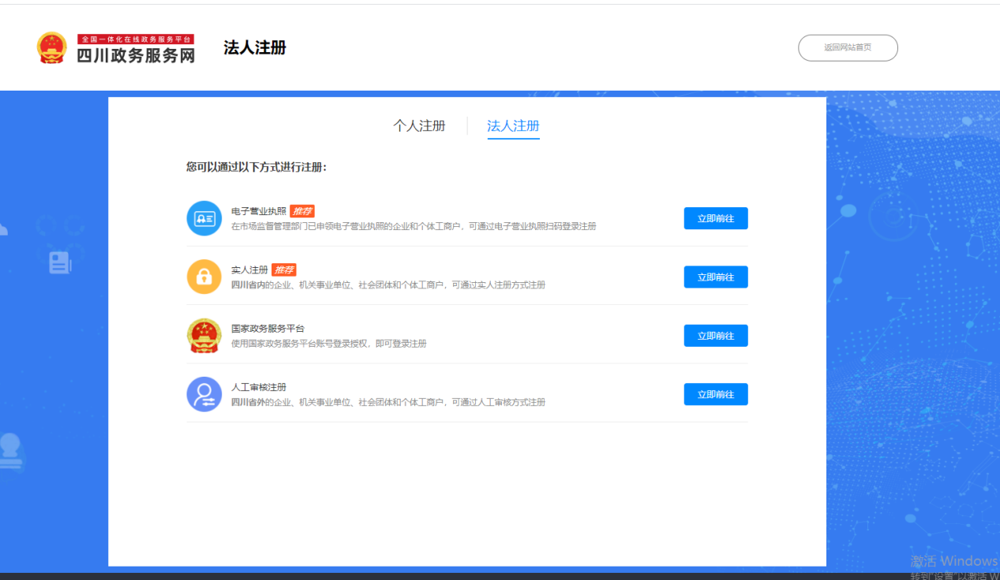 全国一体化在线政务服务平台
四川政务服务网
法人注册
返回网站首页
个人注册
法人注册
您可以通过以下方式进行注册：
电子营业执照 推荐
在市场监督管理部门已申领电子营业执照的企业和个体工商户，可通过电子营业执照扫码登录注册
立即前往
实人注册 推荐
四川省内的企业、机关事业单位、社会团体和个体工商户，可通过实人注册方式注册
立即前往
国家政务服务平台
使用国家政务服务平台账号登录授权，即可登录注册
立即前往
人工审核注册
四川省外的企业、机关事业单位、社会团体和个体工商户，可通过人工审核方式注册
立即前往
激活 Windows
转到"设置"以激活 W